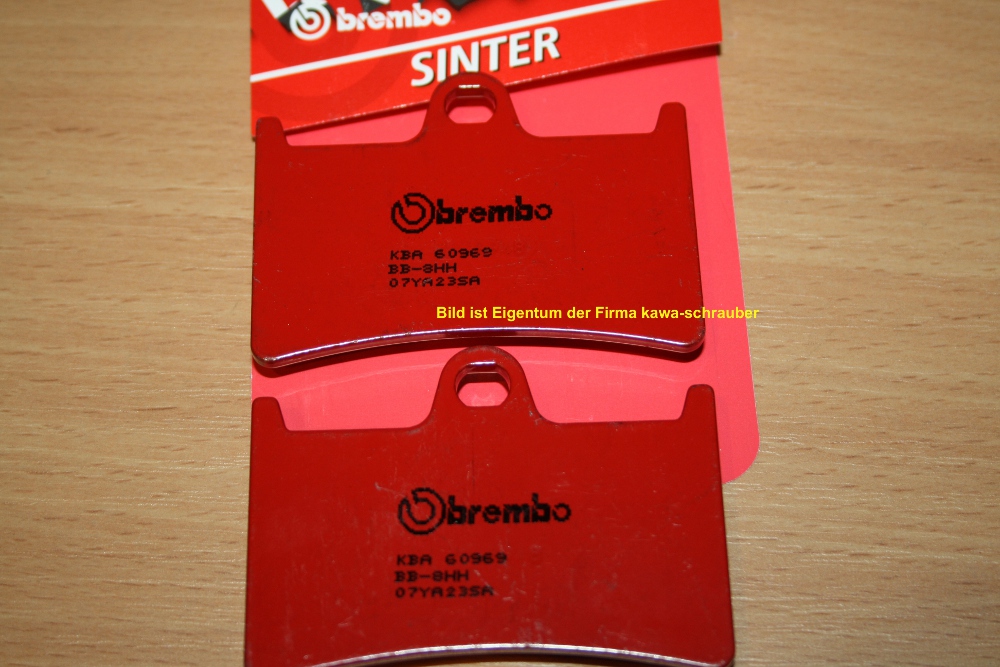 brembo
SINTER
brembo
KBA 60969
BB-8HH
07YA23SA
Bild ist Eigentum der Firma kawa-schrauber
brembo
KBA 60969
BB-8HH
07YA23SA